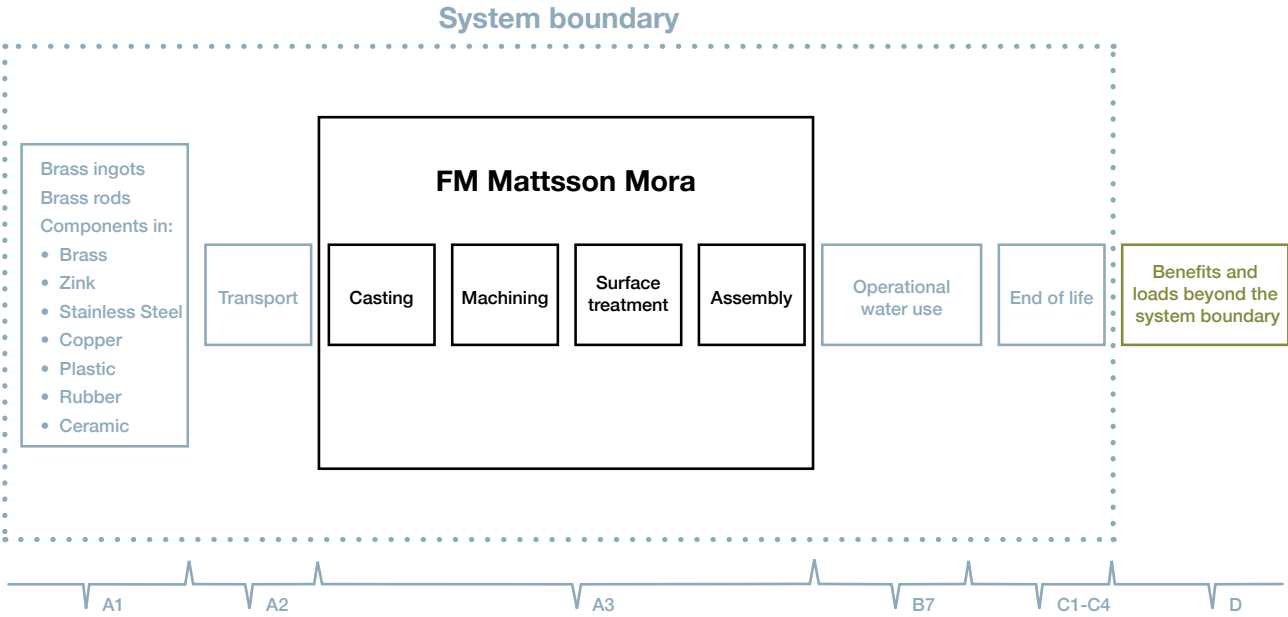 System boundary
Brass ingots
Brass rods
Components in:
• Brass
• Zink
• Stainless Steel
• Copper
• Plastic
• Rubber
• Ceramic
Transport
FM Mattsson Mora
Casting
Machining
Surface
treatment
Assembly
Operational
water use
End of life
Benefits and
loads beyond the
system boundary
A1
A2
A3
B7
C1-C4
D